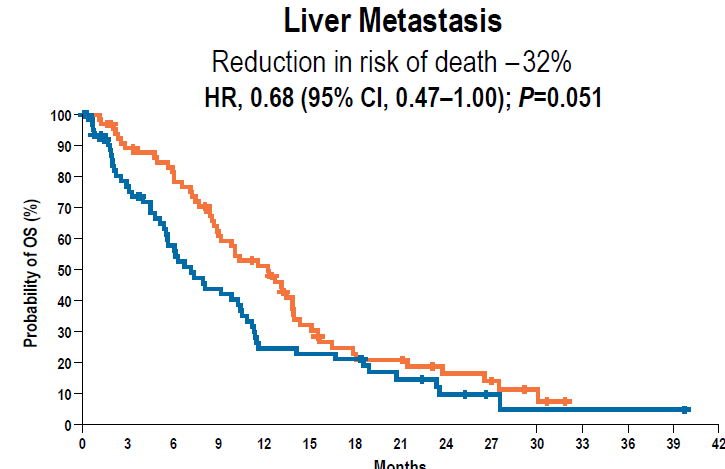 Liver Metastasis
Reduction in risk of death –32%
HR, 0.68 (95% CI, 0.47–1.00); P=0.051
Probability of OS (%)
100
90
80
70
60
50
40
30
20
10
0
0 3 6 9 12 15 18 21 24 27 30 33 36 39 42
Months